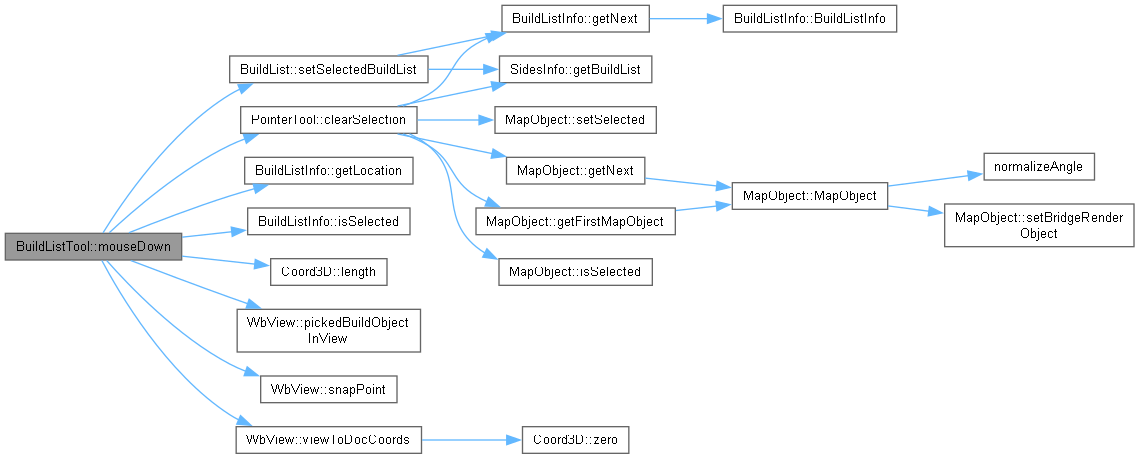 BuildListInfo::getNext
BuildListInfo::BuildListInfo
BuildList::setSelectedBuildList
SidesInfo::getBuildList
PointerTool::clearSelection
MapObject::setSelected
BuildListInfo::getLocation
MapObject::getNext
normalizeAngle
MapObject::MapObject
BuildListInfo::isSelected
MapObject::getFirstMapObject
MapObject::setBridgeRender
Object
BuildListTool::mouseDown
Coord3D::length
MapObject::isSelected
WbView::pickedBuildObject
InView
WbView::snapPoint
WbView::viewToDocCoords
Coord3D::zero